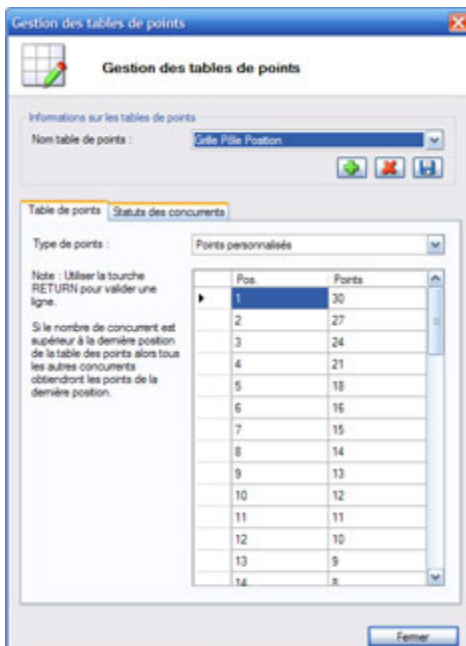 Gestion des tables de points
Gestion des tables de points
Informations sur les tables de points
Nom table de points : Grille Pôle Position
Table de points Statuts des concurrents
Type de points : Points personnalisés
Note : Utiliser la tourche
RETURN pour valider une
ligne.
Si le nombre de concurrent est
supérieur à la dernière position
de la table des points alors tous
les autres concurrents
obtiendront les points de la
dernière position.
Pos. Points
1 30
2 27
3 24
4 21
5 18
6 16
7 15
8 14
9 13
10 12
11 11
12 10
13 9
14 8
Fermer